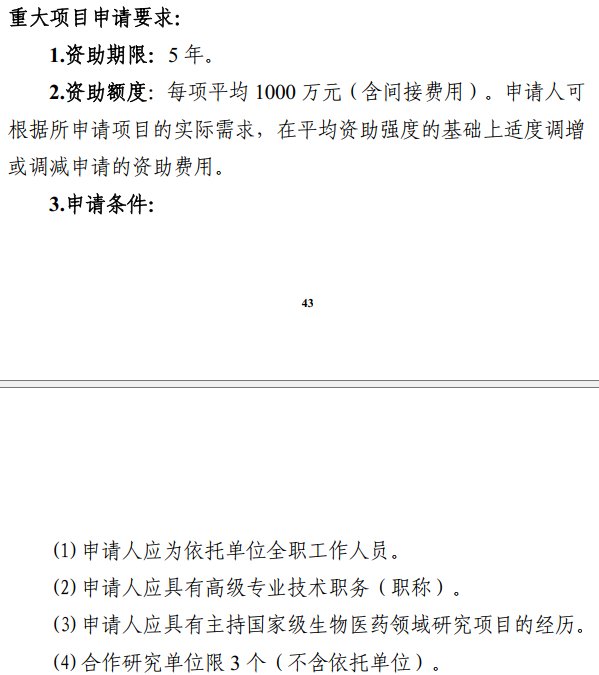 重大项目申请要求：
1.资助期限：5 年。
2.资助额度：每项平均 1000 万元（含间接费用）。申请人可
根据所申请项目的实际需求，在平均资助强度的基础上适度调增
或调减申请的资助费用。
3.申请条件：
43
(1) 申请人应为依托单位全职工作人员。
(2) 申请人应具有高级专业技术职务（职称）。
(3) 申请人应具有主持国家级生物医药领域研究项目的经历。
(4) 合作研究单位限 3 个（不含依托单位）。